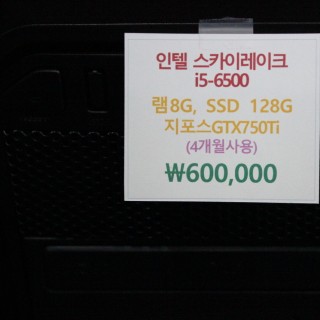 인텔 스카이레이크
i5-6500
램8G, SSD 128G
지포스GTX750Ti
(4개월사용)
₩600,000